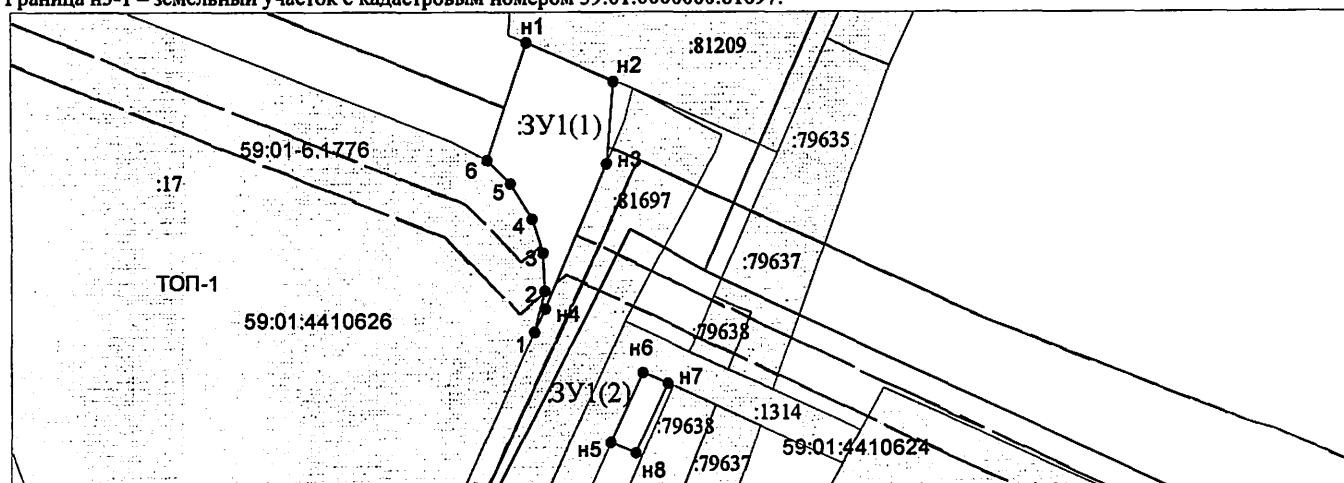 Граница н3-1 – земельный участок с кадастровым номером 59:01:0000000:81697.
н1
:81209
н2
:ЗУ1(1)
:79635
59:01-6.1776
н3
6
:17
5
:81697
4
3
:79637
ТОП-1
2
н4
59:01:4410626
:79638
1
н6
н7
:ЗУ1(2)
:1314
:79638
н5
59:01:4410624
н8
:79637